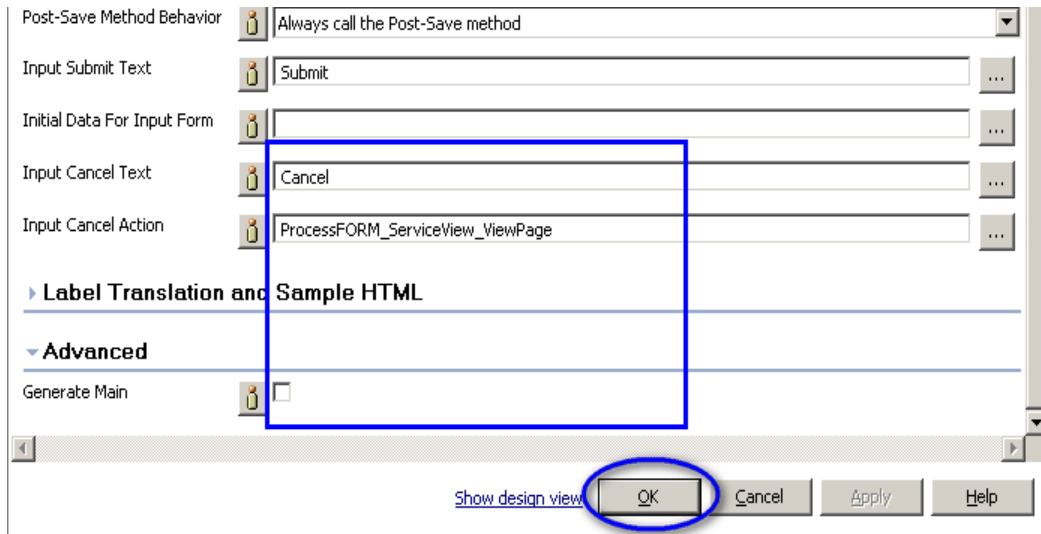 Post-Save Method Behavior Always call the Post-Save method
Input Submit Text Submit ...
Initial Data For Input Form ...
Input Cancel Text Cancel ...
Input Cancel Action ProcessFORM_ServiceView_ViewPage ...
Label Translation and Sample HTML
Advanced
Generate Main
Show design view OK Cancel Apply Help